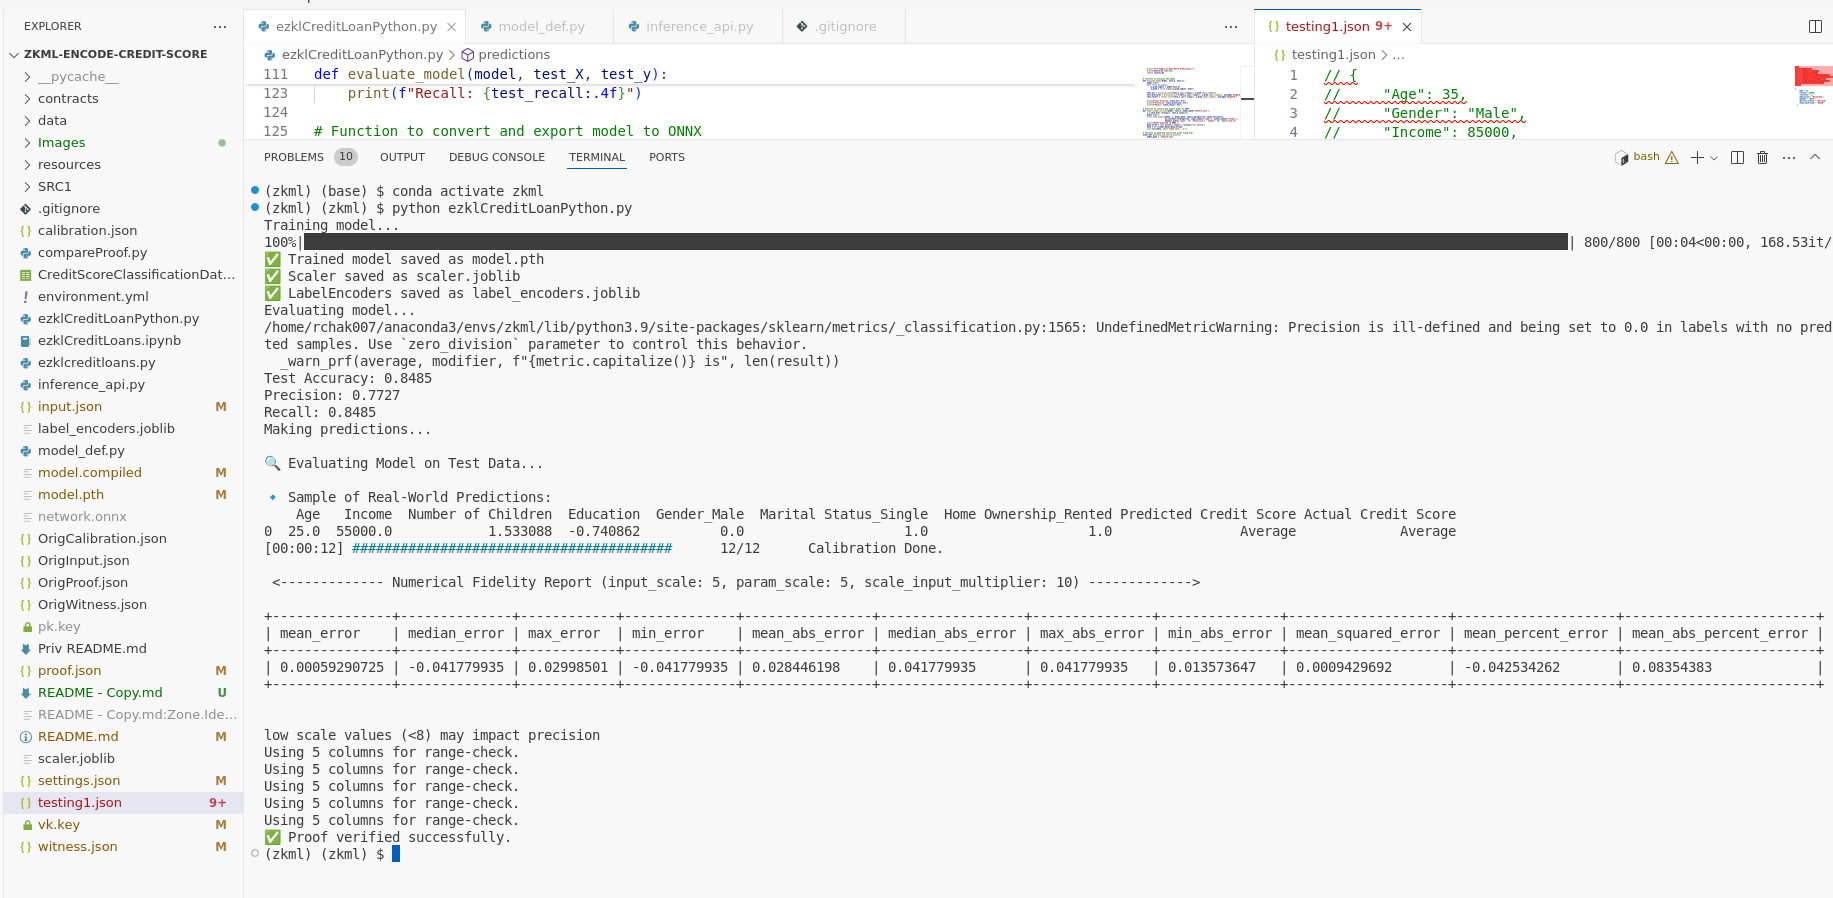 EXPLORER ···
ZKML-ENCODE-CREDIT-SCORE
__pycache__
contracts
data
Images
resources
SRC1
.gitignore
calibration.json
compareProof.py
CreditScoreClassificationDat...
environment.yml
ezklCreditLoanPython.py
ezklCreditLoans.ipynb
ezklcreditloans.py
inference_api.py
input.json M
label_encoders.joblib
model_def.py
model.compiled M
model.pth M
network.onnx
OrigCalibration.json
OrigInput.json
OrigProof.json
OrigWitness.json
pk.key
Priv README.md
proof.json M
README - Copy.md U
README - Copy.md:Zone.Ide...
README.md M
scaler.joblib
settings.json M
testing1.json 9+
vk.key M
witness.json M
ezklCreditLoanPython.py model_def.py inference_api.py .gitignore ···
ezklCreditLoanPython.py > predictions
111 def evaluate_model(model, test_X, test_y):
123 print(f"Recall: {test_recall:.4f}")
124
125 # Function to convert and export model to ONNX
testing1.json 9+
testing1.json > ...
1 // {
2 // "Age": 35,
3 // "Gender": "Male",
4 // "Income": 85000,
PROBLEMS 10 OUTPUT DEBUG CONSOLE TERMINAL PORTS bash ···
(zkml) (base) $ conda activate zkml
(zkml) (zkml) $ python ezklCreditLoanPython.py
Training model...
100%| | 800/800 [00:04<00:00, 168.53it/
✅ Trained model saved as model.pth
✅ Scaler saved as scaler.joblib
✅ LabelEncoders saved as label_encoders.joblib
Evaluating model...
/home/rchak007/anaconda3/envs/zkml/lib/python3.9/site-packages/sklearn/metrics/_classification.py:1565: UndefinedMetricWarning: Precision is ill-defined and being set to 0.0 in labels with no pred
ted samples. Use `zero_division` parameter to control this behavior.
_warn_prf(average, modifier, f"{metric.capitalize()} is", len(result))
Test Accuracy: 0.8485
Precision: 0.7727
Recall: 0.8485
Making predictions...
🔍 Evaluating Model on Test Data...
🔹 Sample of Real-World Predictions:
Age Income Number of Children Education Gender_Male Marital Status_Single Home Ownership_Rented Predicted Credit Score Actual Credit Score
0 25.0 55000.0 1.533088 -0.740862 0.0 1.0 1.0 Average Average
[00:00:12] ######################################## 12/12 Calibration Done.
<------------- Numerical Fidelity Report (input_scale: 5, param_scale: 5, scale_input_multiplier: 10) ------------->
+---------------+--------------+------------+--------------+----------------+------------------+---------------+---------------+--------------------+--------------------+------------------------+
| mean_error | median_error | max_error | min_error | mean_abs_error | median_abs_error | max_abs_error | min_abs_error | mean_squared_error | mean_percent_error | mean_abs_percent_error |
+---------------+--------------+------------+--------------+----------------+------------------+---------------+---------------+--------------------+--------------------+------------------------+
| 0.00059290725 | -0.041779935 | 0.02998501 | -0.041779935 | 0.028446198 | 0.041779935 | 0.041779935 | 0.013573647 | 0.0009429692 | -0.042534262 | 0.08354383 |
+---------------+--------------+------------+--------------+----------------+------------------+---------------+---------------+--------------------+--------------------+------------------------+
low scale values (<8) may impact precision
Using 5 columns for range-check.
Using 5 columns for range-check.
Using 5 columns for range-check.
Using 5 columns for range-check.
Using 5 columns for range-check.
✅ Proof verified successfully.
(zkml) (zkml) $